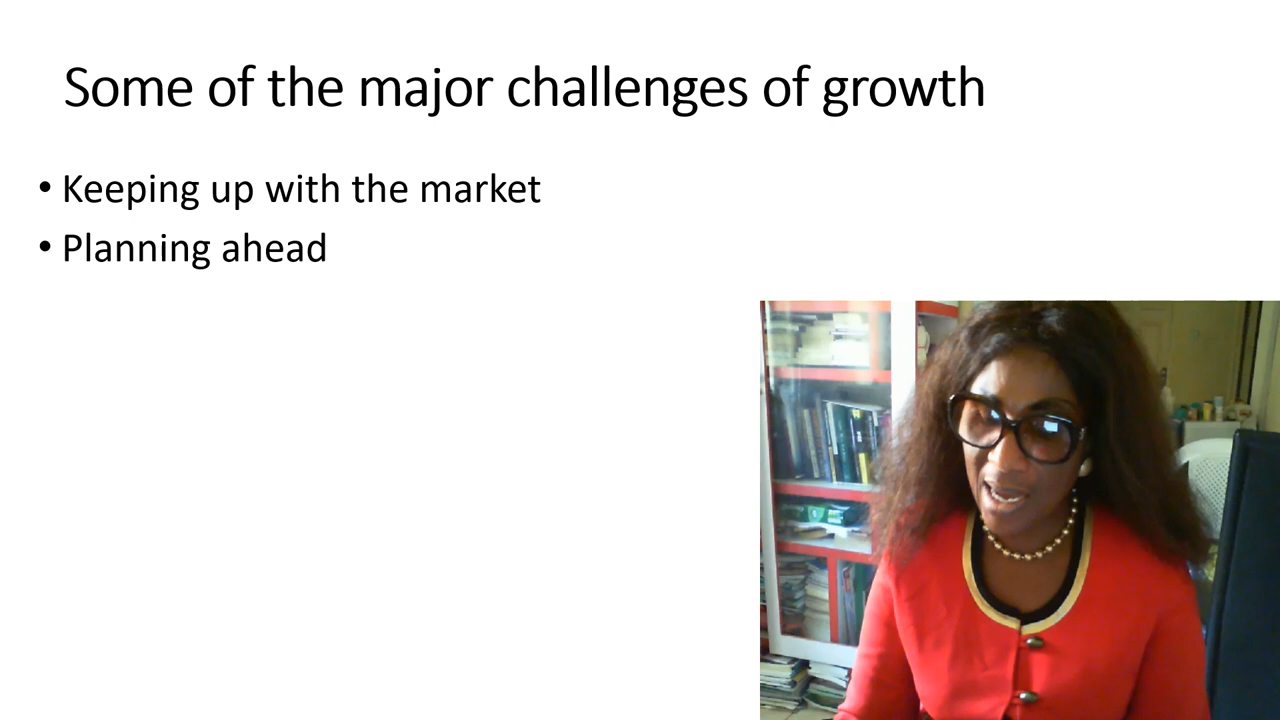 Some of the major challenges of growth
• Keeping up with the market
• Planning ahead